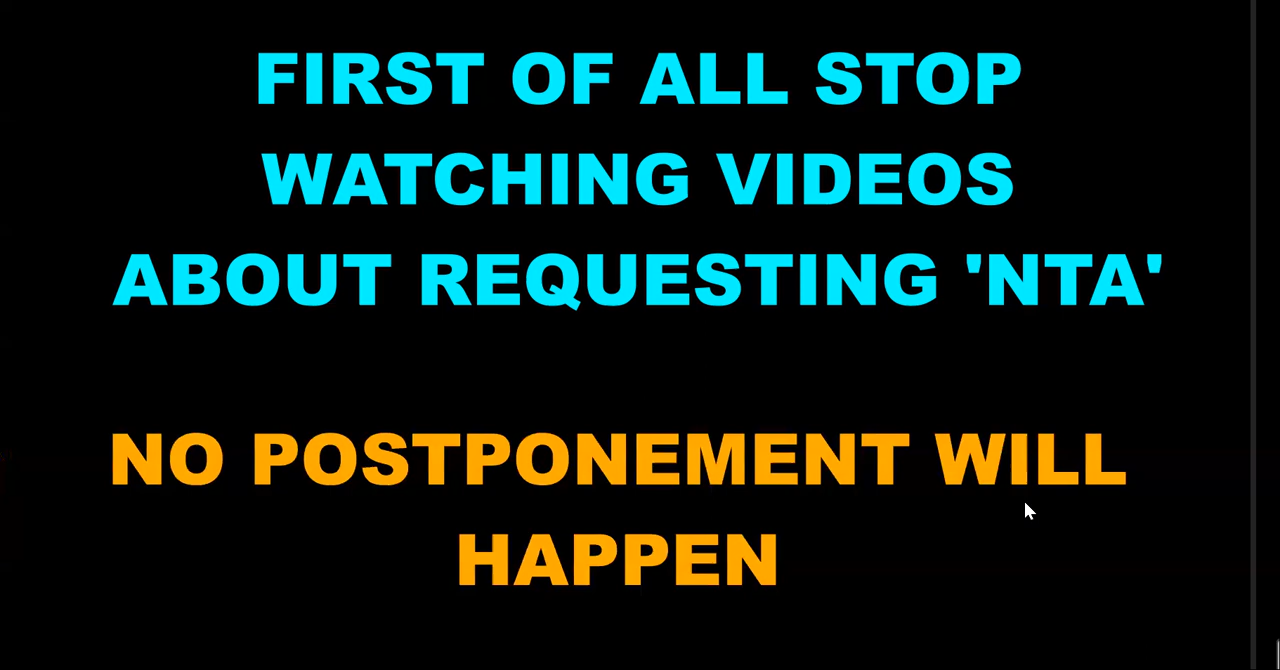 FIRST OF ALL STOP
WATCHING VIDEOS
ABOUT REQUESTING 'NTA'
NO POSTPONEMENT WILL
HAPPEN